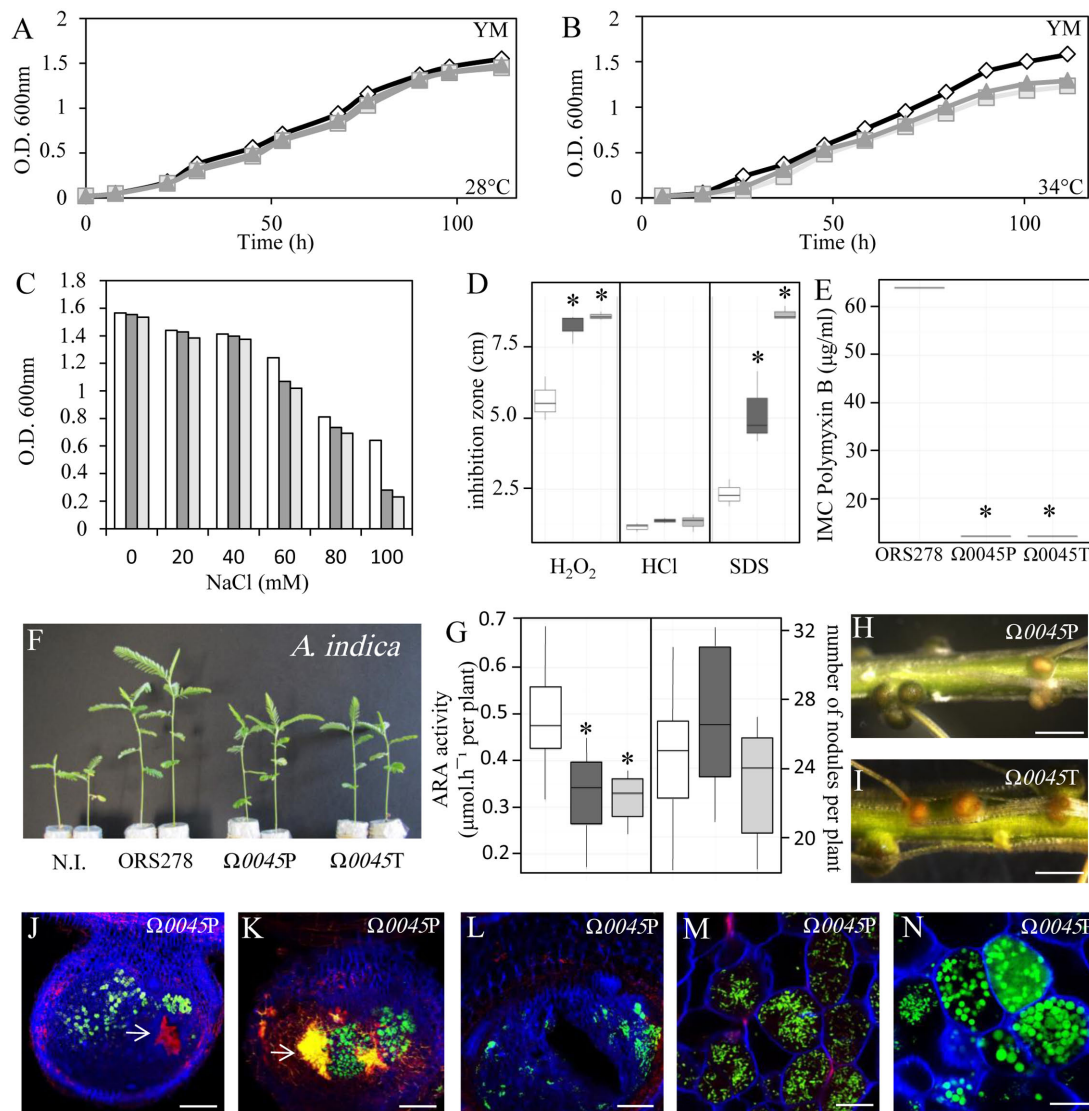 A
YM
2
1.5
1
0.5
0
O.D. 600nm
28°C
0 50 100
Time (h)
B
YM
2
1.5
1
0.5
0
O.D. 600nm
34°C
0 50 100
Time (h)
C
1.8
1.6
1.4
1.2
1
0.8
0.6
0.4
0.2
0
O.D. 600nm
0 20 40 60 80 100
NaCl (mM)
D
7.5
5.0
2.5
inhibition zone (cm)
* * * *
H₂O₂ HCl SDS
E
60
50
40
30
20
IMC Polymyxin B (µg/ml)
* *
ORS278 Ω0045P Ω0045T
F
A. indica
N.I. ORS278 Ω0045P Ω0045T
G
0.7
0.6
0.5
0.4
0.3
0.2
ARA activity
(µmol.h⁻¹ per plant)
* *
32
28
24
20
number of nodules per plant
H
Ω0045P
I
Ω0045T
J
Ω0045P
K
Ω0045P
L
Ω0045P
M
Ω0045P
N
Ω0045P